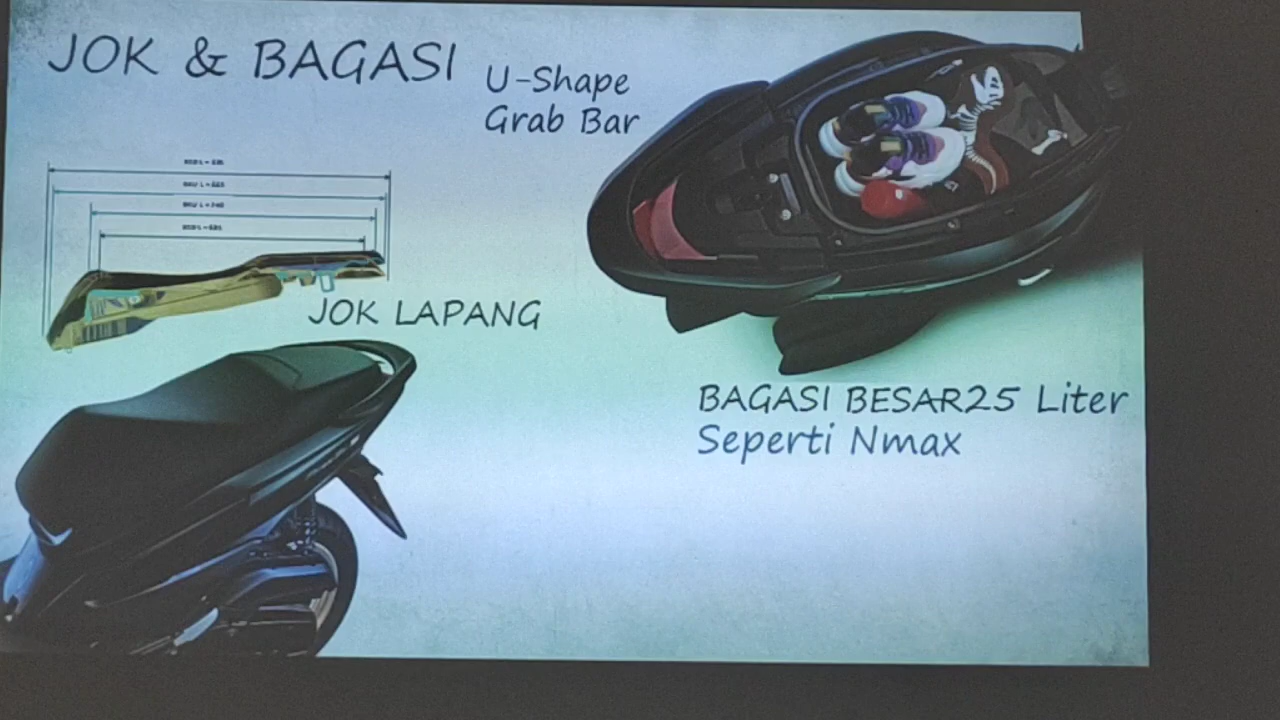 JOK & BAGASI
U-Shape
Grab Bar
JOK LAPANG
BAGASI BESAR25 Liter
Seperti Nmax